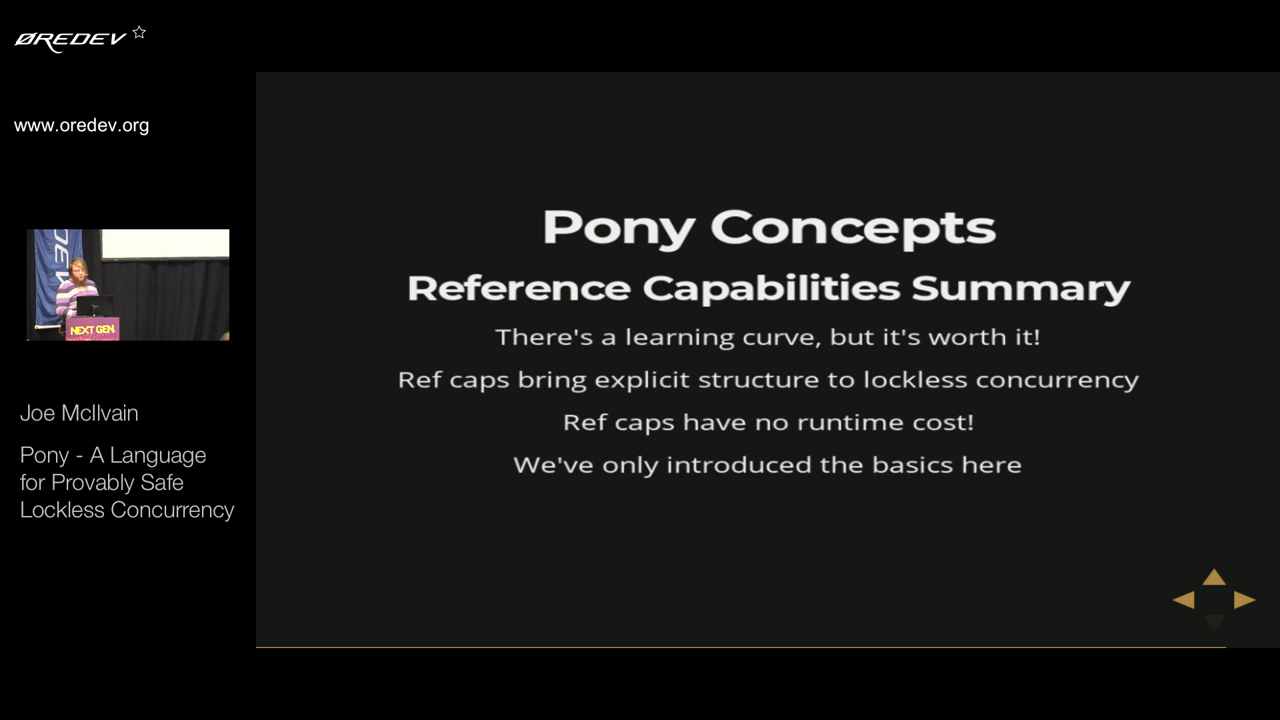 ØREDEV
www.oredev.org
NEXT GEN.
Joe McIlvain
Pony - A Language
for Provably Safe
Lockless Concurrency
Pony Concepts
Reference Capabilities Summary
There's a learning curve, but it's worth it!
Ref caps bring explicit structure to lockless concurrency
Ref caps have no runtime cost!
We've only introduced the basics here